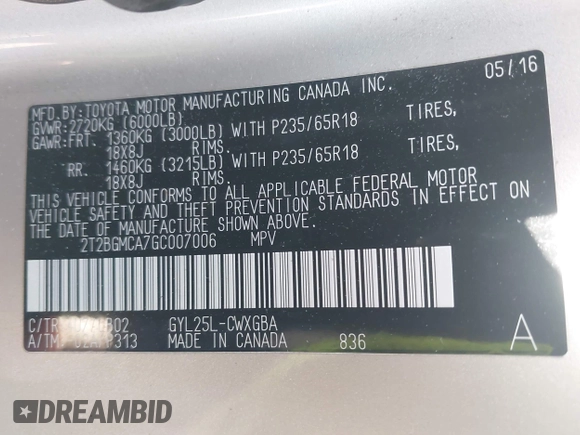 MFD.BY:TOYOTA MOTOR MANUFACTURING CANADA INC. 05/16
GVWR:2720KG (6000LB)
GAWR:FRT. 1360KG (3000LB) WITH P235/65R18 TIRES,
18X8J RIMS.
RR. 1460KG (3215LB) WITH P235/65R18 TIRES,
18X8J RIMS.
THIS VEHICLE CONFORMS TO ALL APPLICABLE FEDERAL MOTOR
VEHICLE SAFETY AND THEFT PREVENTION STANDARDS IN EFFECT ON
THE DATE OF MANUFACTURE SHOWN ABOVE.
2T2BGMCA7GC007006 MPV
GYL25L-CWXGBA
MADE IN CANADA 836 A
DREAMBID